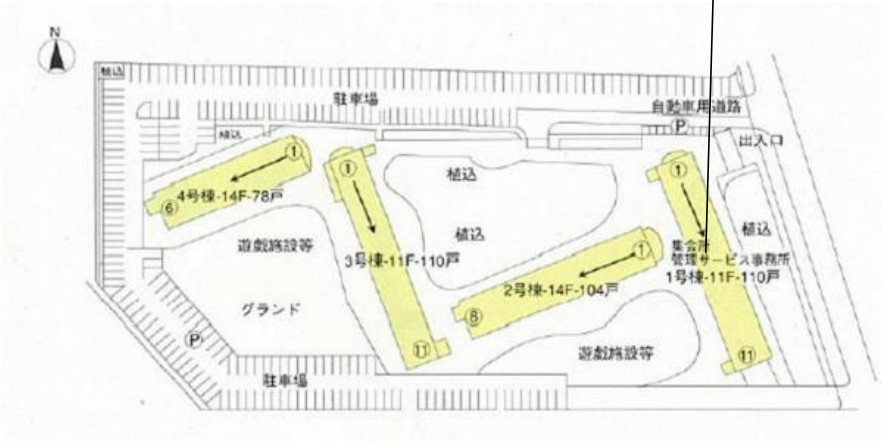 N
植込
駐車場
自動車用道路
P
出入口
植込
①
①
①
植込
4号棟-14F-78戸
⑥
植込
植込
集会所
管理サービス事務所
①
遊戯施設等
3号棟-11F-110戸
2号棟-14F-104戸
1号棟-11F-110戸
グランド
⑧
P
⑪
遊戯施設等
⑪
駐車場